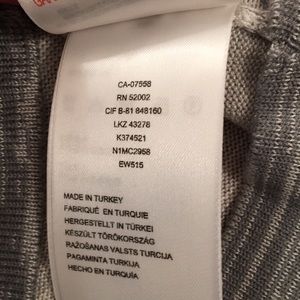 CA-07558
RN 52002
CIF B-81 848160
LKZ 43278
K374521
N1MC2958
EW515
MADE IN TURKEY
FABRIQUÉ EN TURQUIE
HERGESTELLT IN TÜRKEI
KÉSZÜLT TÖRÖKORSZÁG
RAŽOŠANAS VALSTS TURCIJA
PAGAMINTA TURKIJA
HECHO EN TURQUÍA